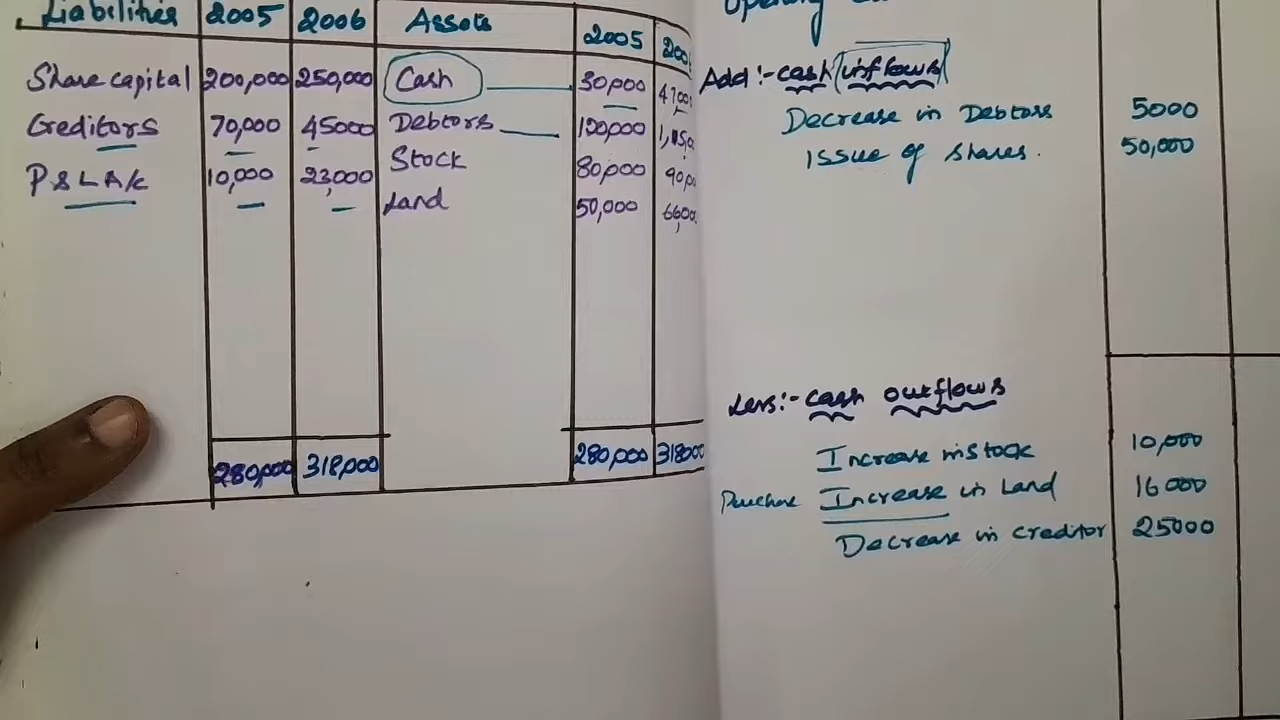 Liabilities 2005 2006 Assets 2005
Share capital 200,000 250,000 Cash 30,000
Creditors 70,000 45000 Debtors 120,000
P&L A/c 10,000 23,000 Stock 80,000
Land 50,000
280,000 318,000 280,000 318000
Opening
Add :- cash inflows
Decrease in Debtors 5000
Issue of shares. 50,000
Less:- cash outflows
Increase in stock 10,000
Purchase Increase in Land 16000
Decrease in creditor 25000